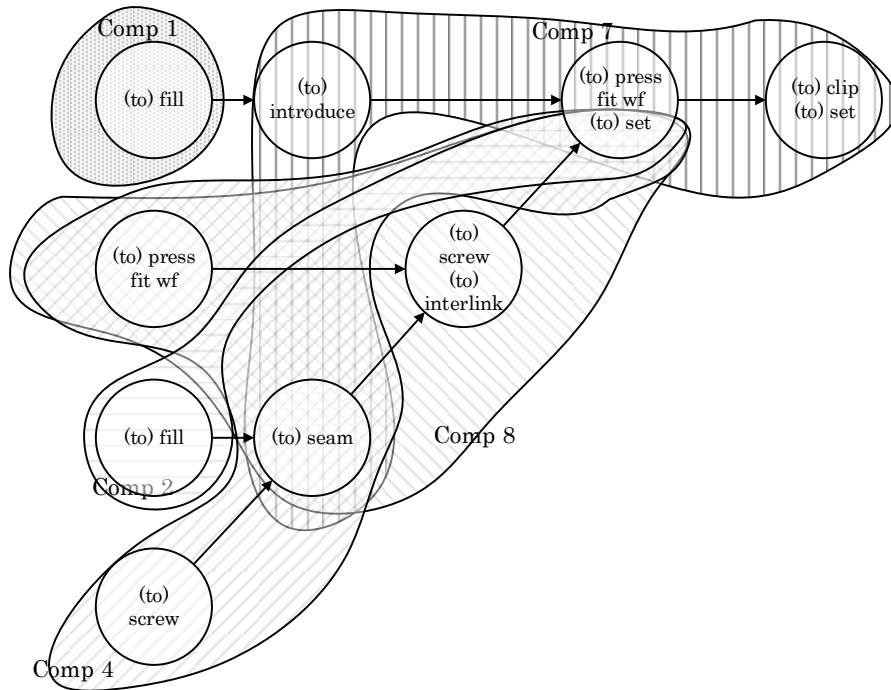 Comp 1
Comp 7
(to) fill
(to)
introduce
(to) press
fit wf
(to) set
(to) clip
(to) set
(to) press
fit wf
(to)
screw
(to)
interlink
(to) fill
(to) seam
Comp 8
Comp 2
(to)
screw
Comp 4